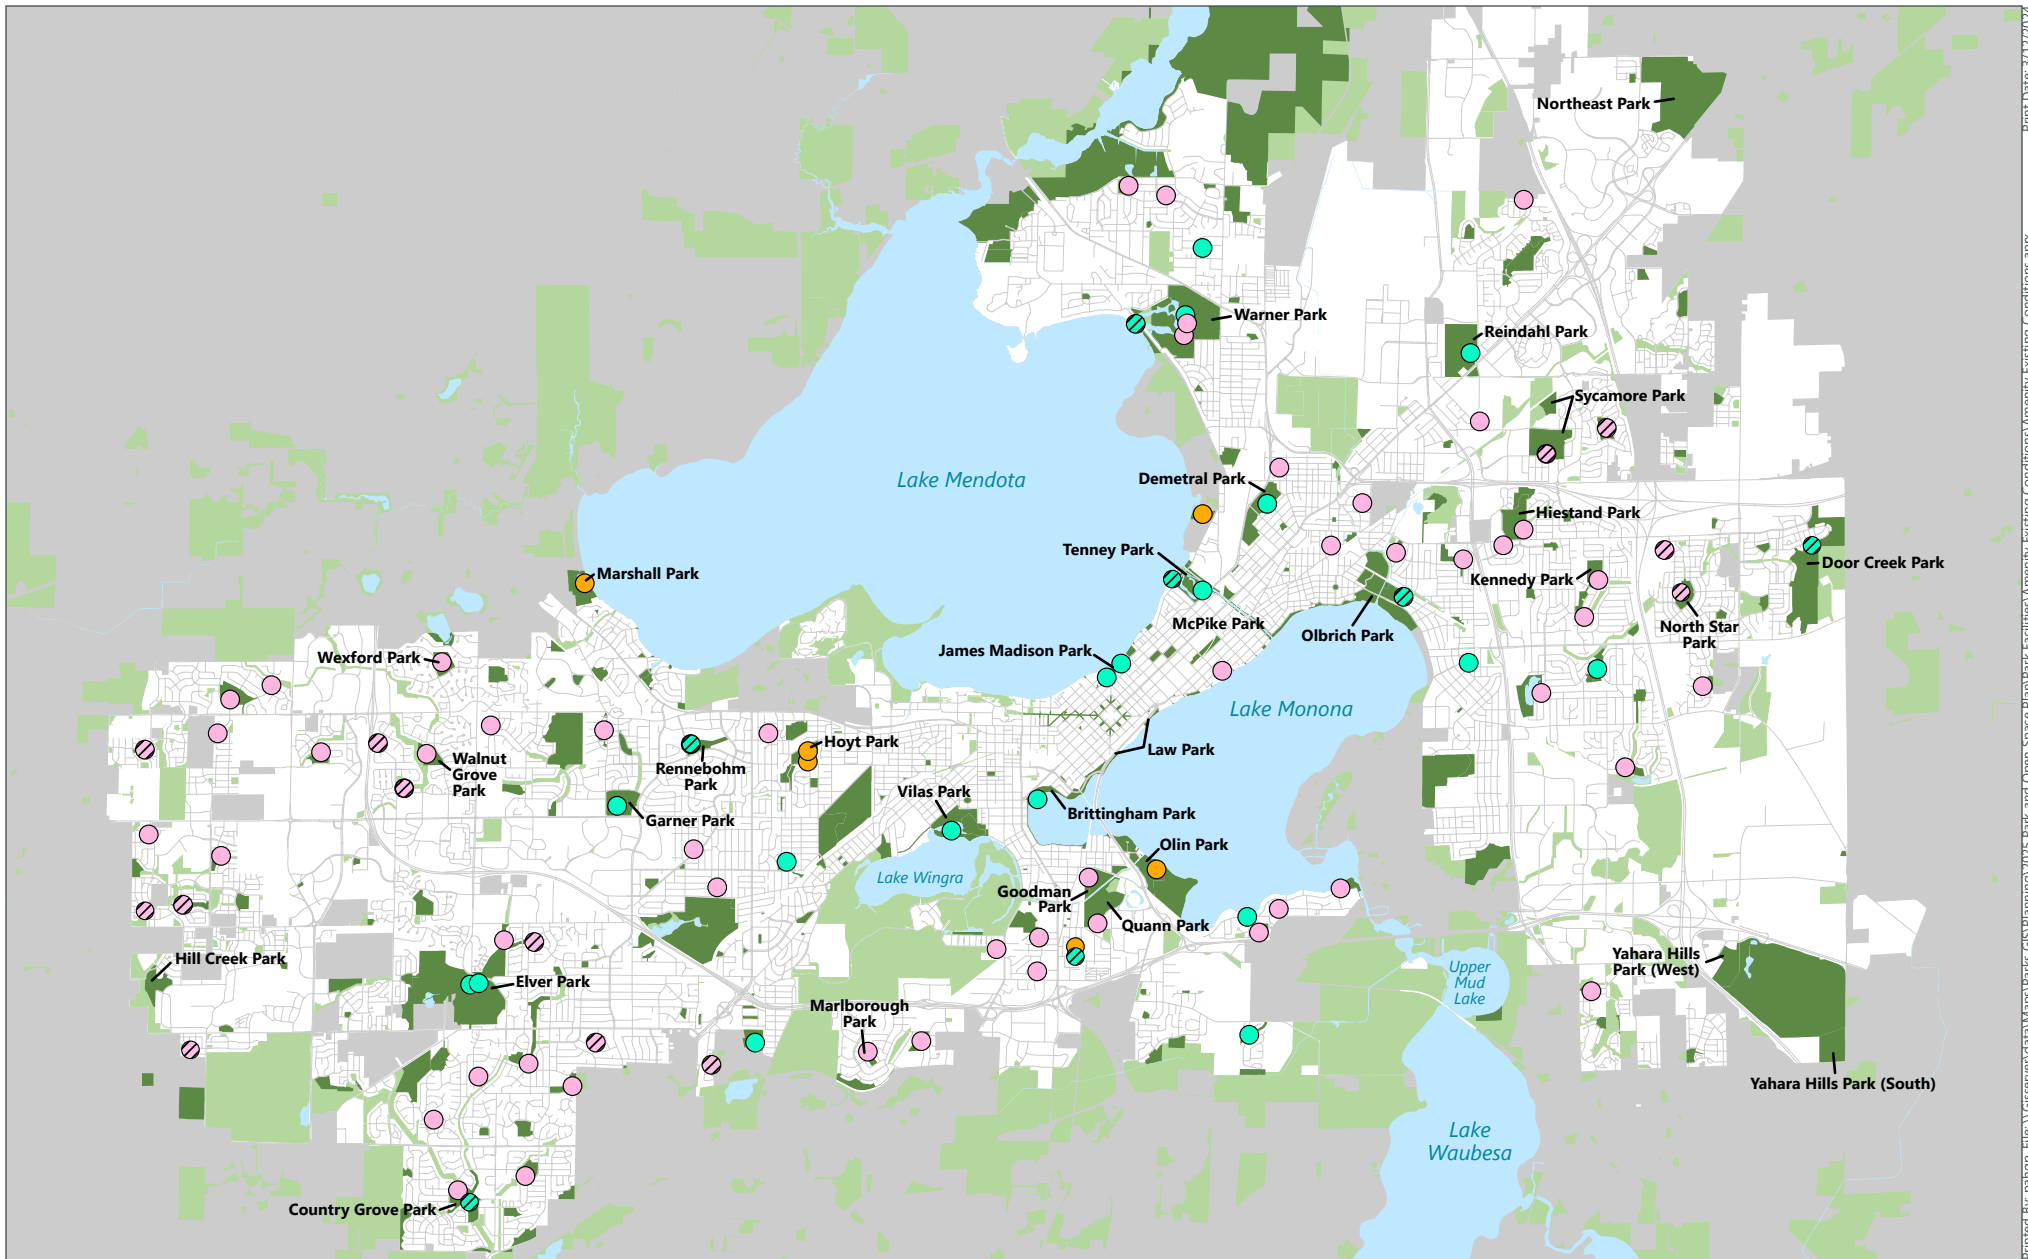 Northeast Park
Warner Park
Reindahl Park
Sycamore Park
Lake Mendota
Demetral Park
Hiestand Park
Tenney Park
Door Creek Park
Marshall Park
Kennedy Park
McPike Park
Olbrich Park
North Star
Park
James Madison Park
Wexford Park
Lake Monona
Hoyt Park
Law Park
Walnut
Grove
Park
Rennebohm
Park
Vilas Park
Garner Park
Brittingham Park
Olin Park
Lake Wingra
Goodman
Park
Quann Park
Hill Creek Park
Elver Park
Yahara Hills
Park (West)
Upper
Mud
Lake
Marlborough
Park
Yahara Hills Park (South)
Lake
Waubesa
Country Grove Park